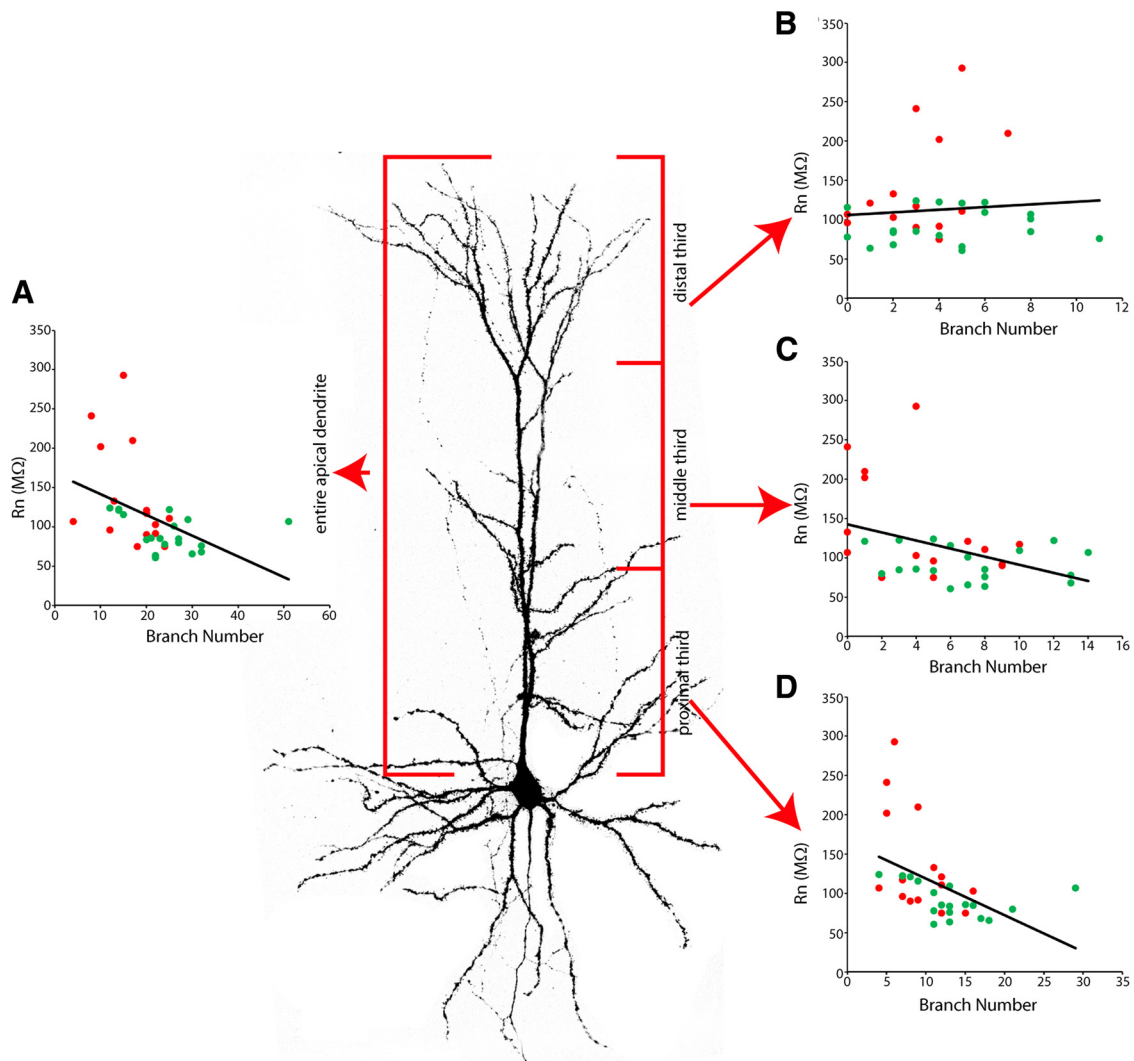 A
350
300
250
200
150
100
50
0
Rn (MΩ)
0 10 20 30 40 50 60
Branch Number
entire apical dendrite
distal third
middle third
proximal third
B
350
300
250
200
150
100
50
0
Rn (MΩ)
0 2 4 6 8 10 12
Branch Number
C
350
300
250
200
150
100
50
0
Rn (MΩ)
0 2 4 6 8 10 12 14 16
Branch Number
D
350
300
250
200
150
100
50
0
Rn (MΩ)
0 5 10 15 20 25 30 35
Branch Number